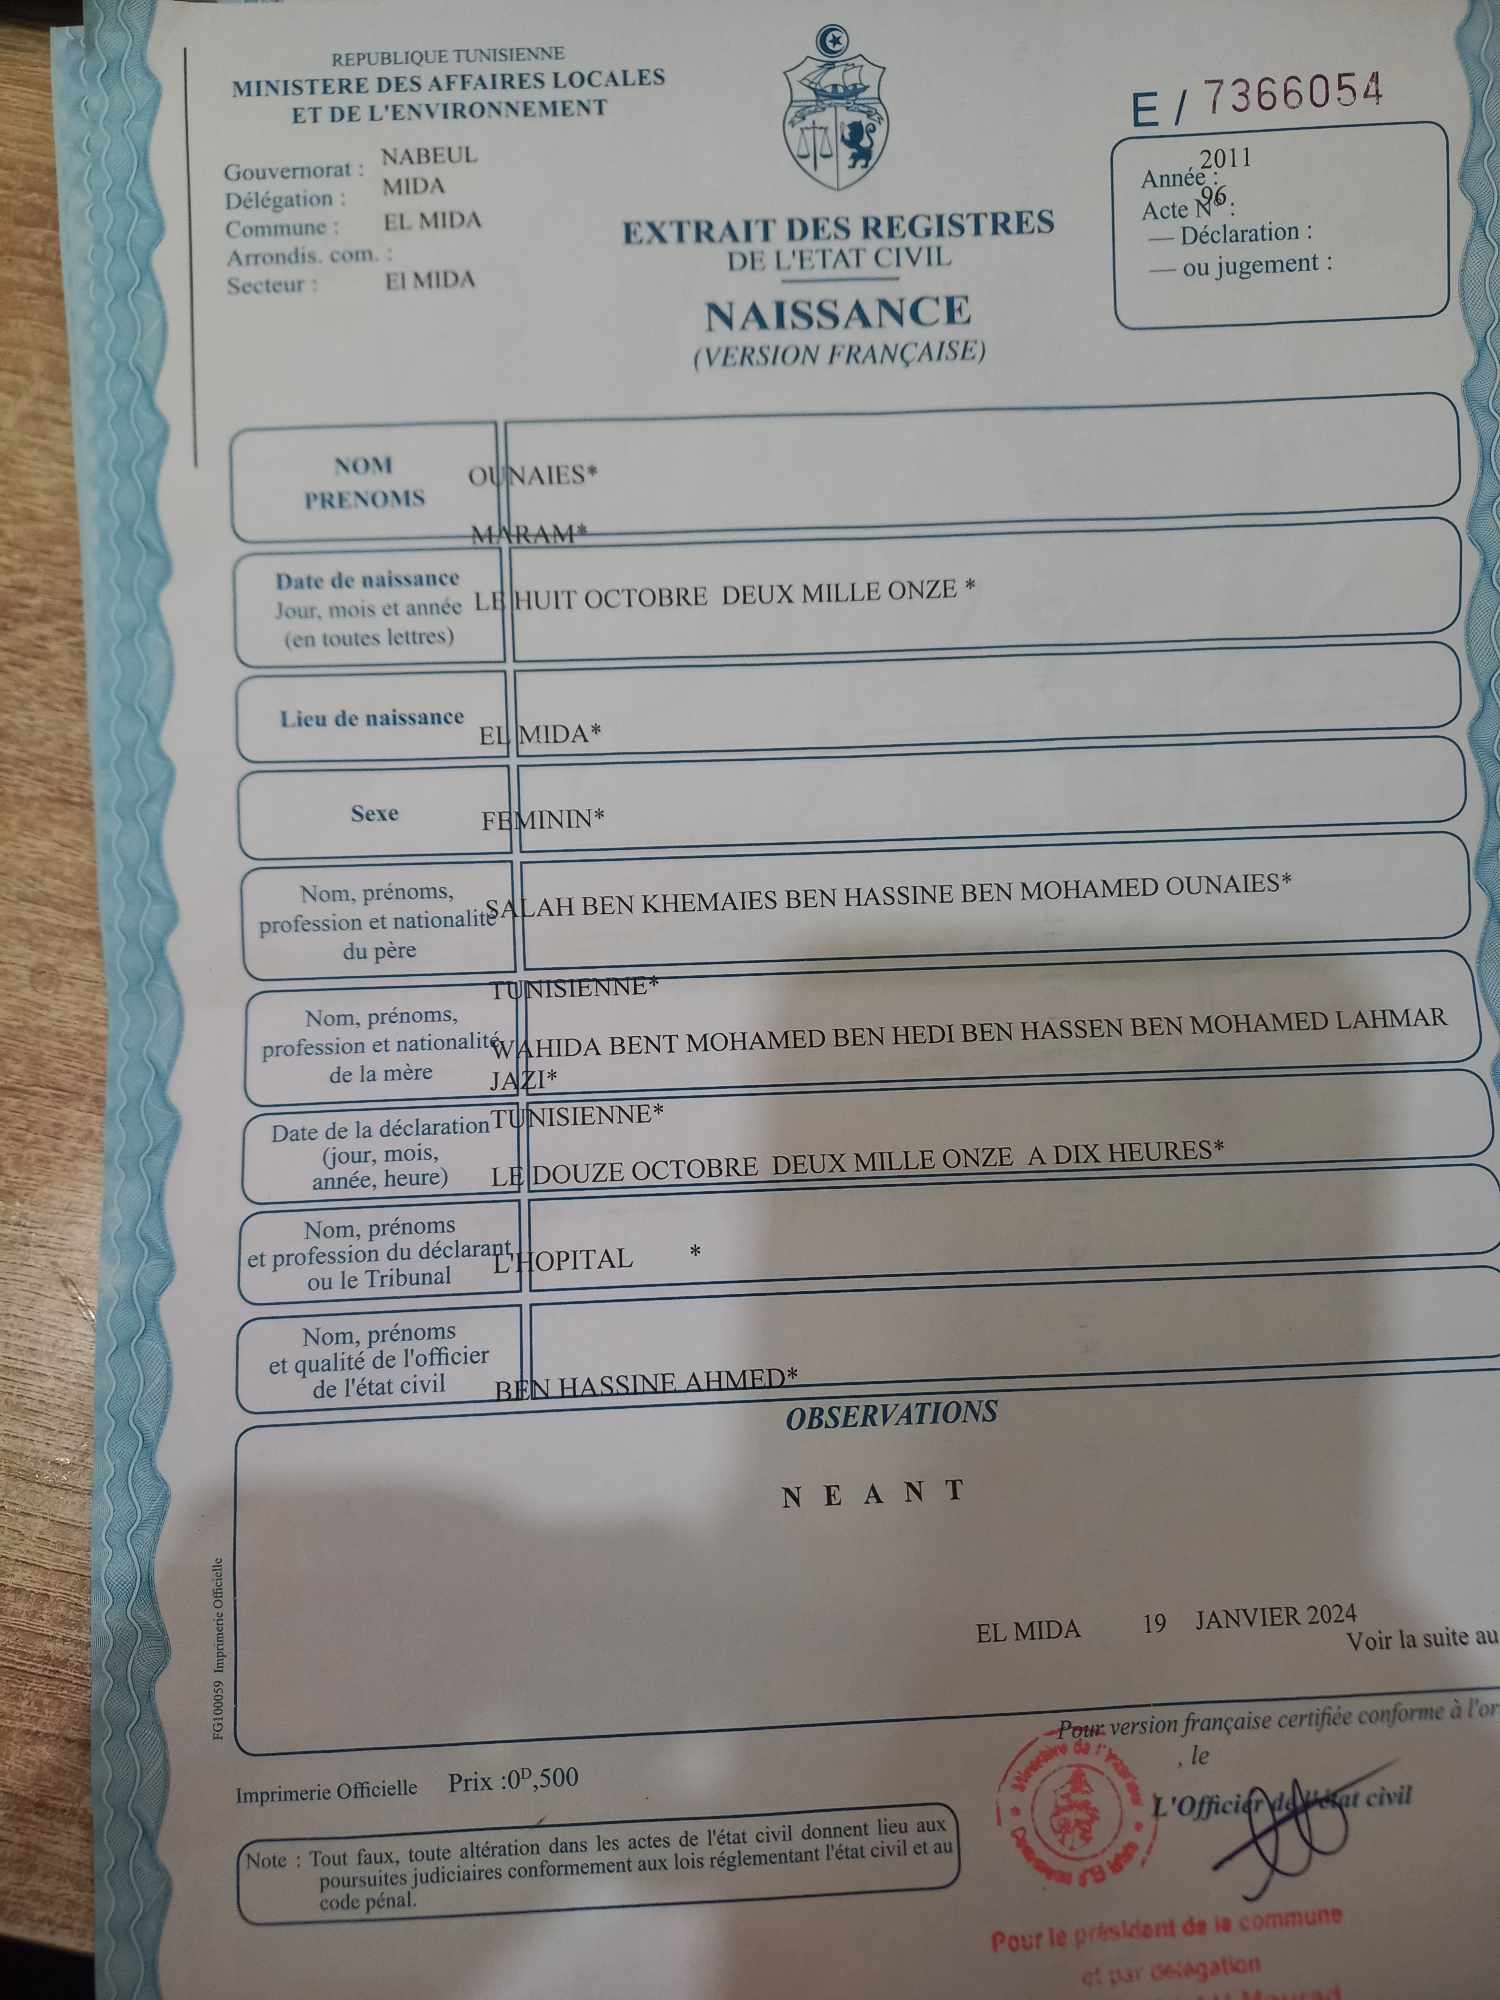 REPUBLIQUE TUNISIENNE
MINISTERE DES AFFAIRES LOCALES
ET DE L'ENVIRONNEMENT
Gouvernorat : NABEUL
Délégation : MIDA
Commune : EL MIDA
Arrondis. com. :
Secteur : El MIDA
EXTRAIT DES REGISTRES
DE L'ETAT CIVIL
NAISSANCE
(VERSION FRANÇAISE)
E / 7366054
Année : 2011
Acte N° : 96
— Déclaration :
— ou jugement :
NOM
PRENOMS
OUNAIES*
MARAM*
Date de naissance
Jour, mois et année
(en toutes lettres)
LE HUIT OCTOBRE DEUX MILLE ONZE *
Lieu de naissance
EL MIDA*
Sexe
FEMININ*
Nom, prénoms,
profession et nationalité
du père
SALAH BEN KHEMAIES BEN HASSINE BEN MOHAMED OUNAIES*
TUNISIENNE*
Nom, prénoms,
profession et nationalité
de la mère
WAHIDA BENT MOHAMED BEN HEDI BEN HASSEN BEN MOHAMED LAHMAR
JAZI*
TUNISIENNE*
Date de la déclaration
(jour, mois,
année, heure)
LE DOUZE OCTOBRE DEUX MILLE ONZE A DIX HEURES*
Nom, prénoms
et profession du déclarant
ou le Tribunal
L'HOPITAL *
Nom, prénoms
et qualité de l'officier
de l'état civil
BEN HASSINE AHMED*
OBSERVATIONS
N E A N T
EL MIDA 19 JANVIER 2024
Voir la suite au
FG100059 Imprimerie Officielle
Pour version française certifiée conforme à l'or
, le
L'Officier de l'état civil
Imprimerie Officielle Prix :0D,500
Note : Tout faux, toute altération dans les actes de l'état civil donnent lieu aux
poursuites judiciaires conformement aux lois réglementant l'état civil et au
code pénal.
Ministère de l'Intérieur
Pour le président de la commune
et par délégation
Mourad